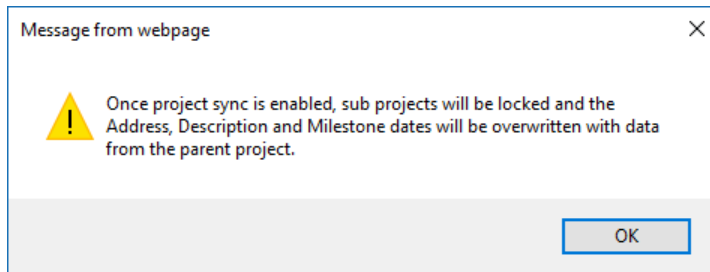 Message from webpage
Once project sync is enabled, sub projects will be locked and the
Address, Description and Milestone dates will be overwritten with data
from the parent project.
OK